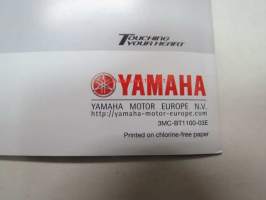 TOUCHING
YOUR HEART
YAMAHA
YAMAHA MOTOR EUROPE N.V.
http://yamaha-motor-europe.com
3MC-BT1100-03E
Printed on chlorine-free paper